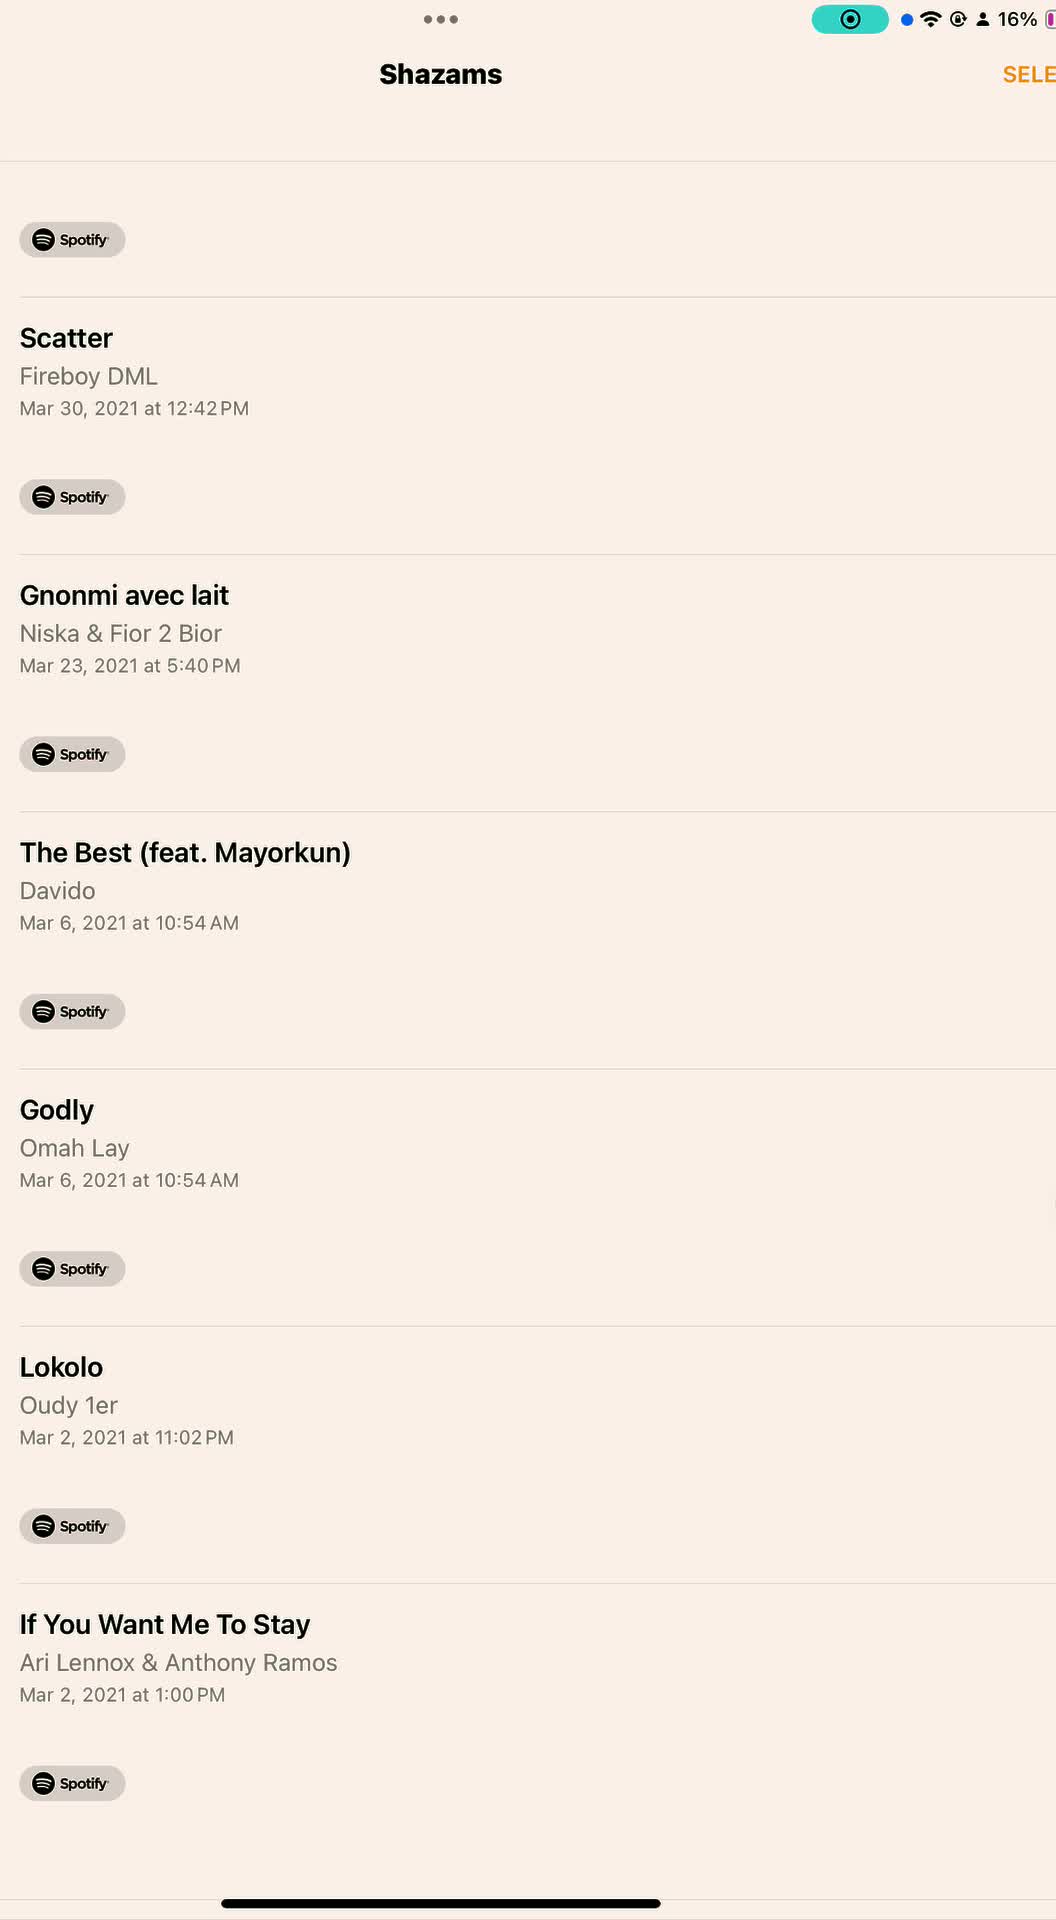 16%
Shazams
SELE
Spotify
Scatter
Fireboy DML
Mar 30, 2021 at 12:42 PM
Spotify
Gnonmi avec lait
Niska & Fior 2 Bior
Mar 23, 2021 at 5:40 PM
Spotify
The Best (feat. Mayorkun)
Davido
Mar 6, 2021 at 10:54 AM
Spotify
Godly
Omah Lay
Mar 6, 2021 at 10:54 AM
Spotify
Lokolo
Oudy 1er
Mar 2, 2021 at 11:02 PM
Spotify
If You Want Me To Stay
Ari Lennox & Anthony Ramos
Mar 2, 2021 at 1:00 PM
Spotify